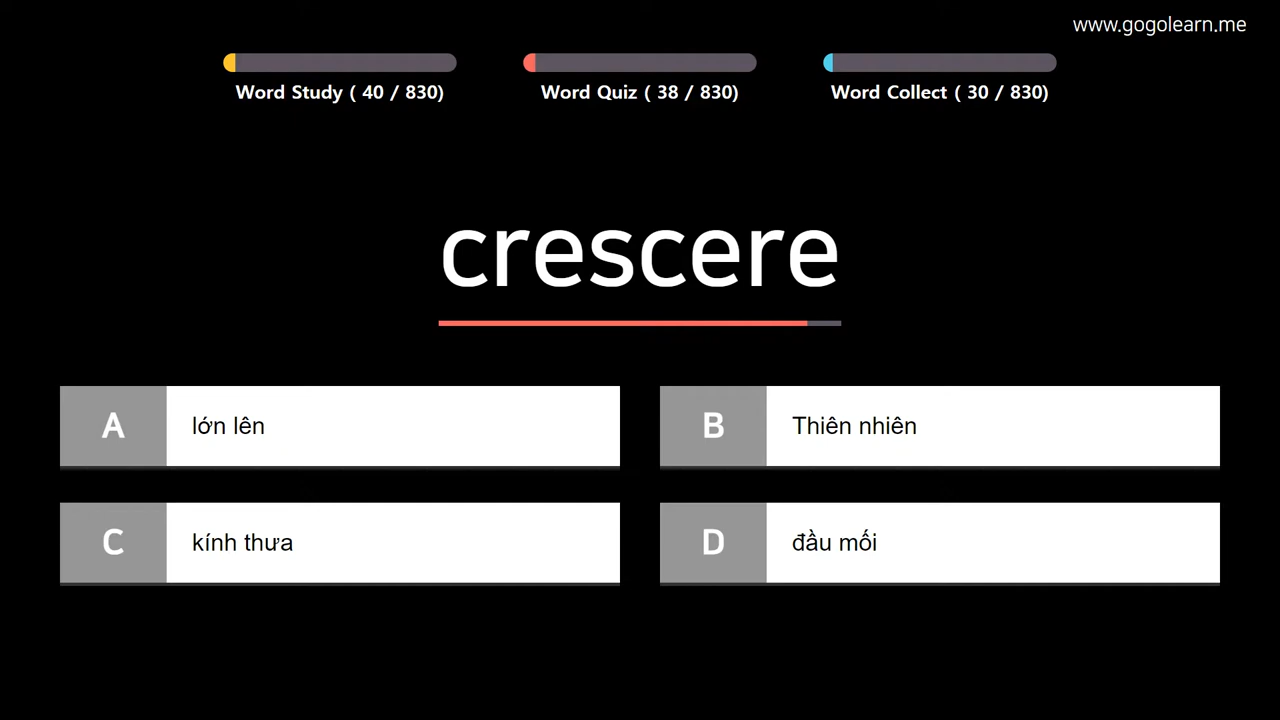 www.gogolearn.me
Word Study ( 40 / 830)
Word Quiz ( 38 / 830)
Word Collect ( 30 / 830)
crescere
A lớn lên
B Thiên nhiên
C kính thưa
D đầu mối